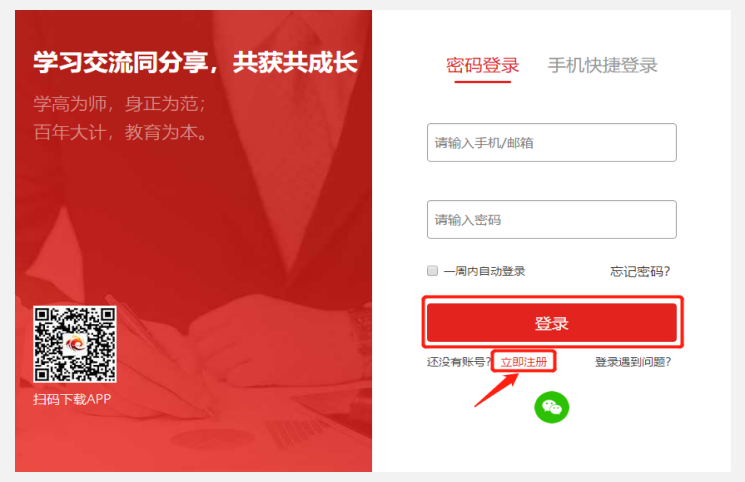 学习交流同分享，共获共成长
学高为师，身正为范；
百年大计，教育为本。
扫码下载APP
密码登录 手机快捷登录
请输入手机/邮箱
请输入密码
一周内自动登录 忘记密码?
登录
还没有账号? 立即注册 登录遇到问题?